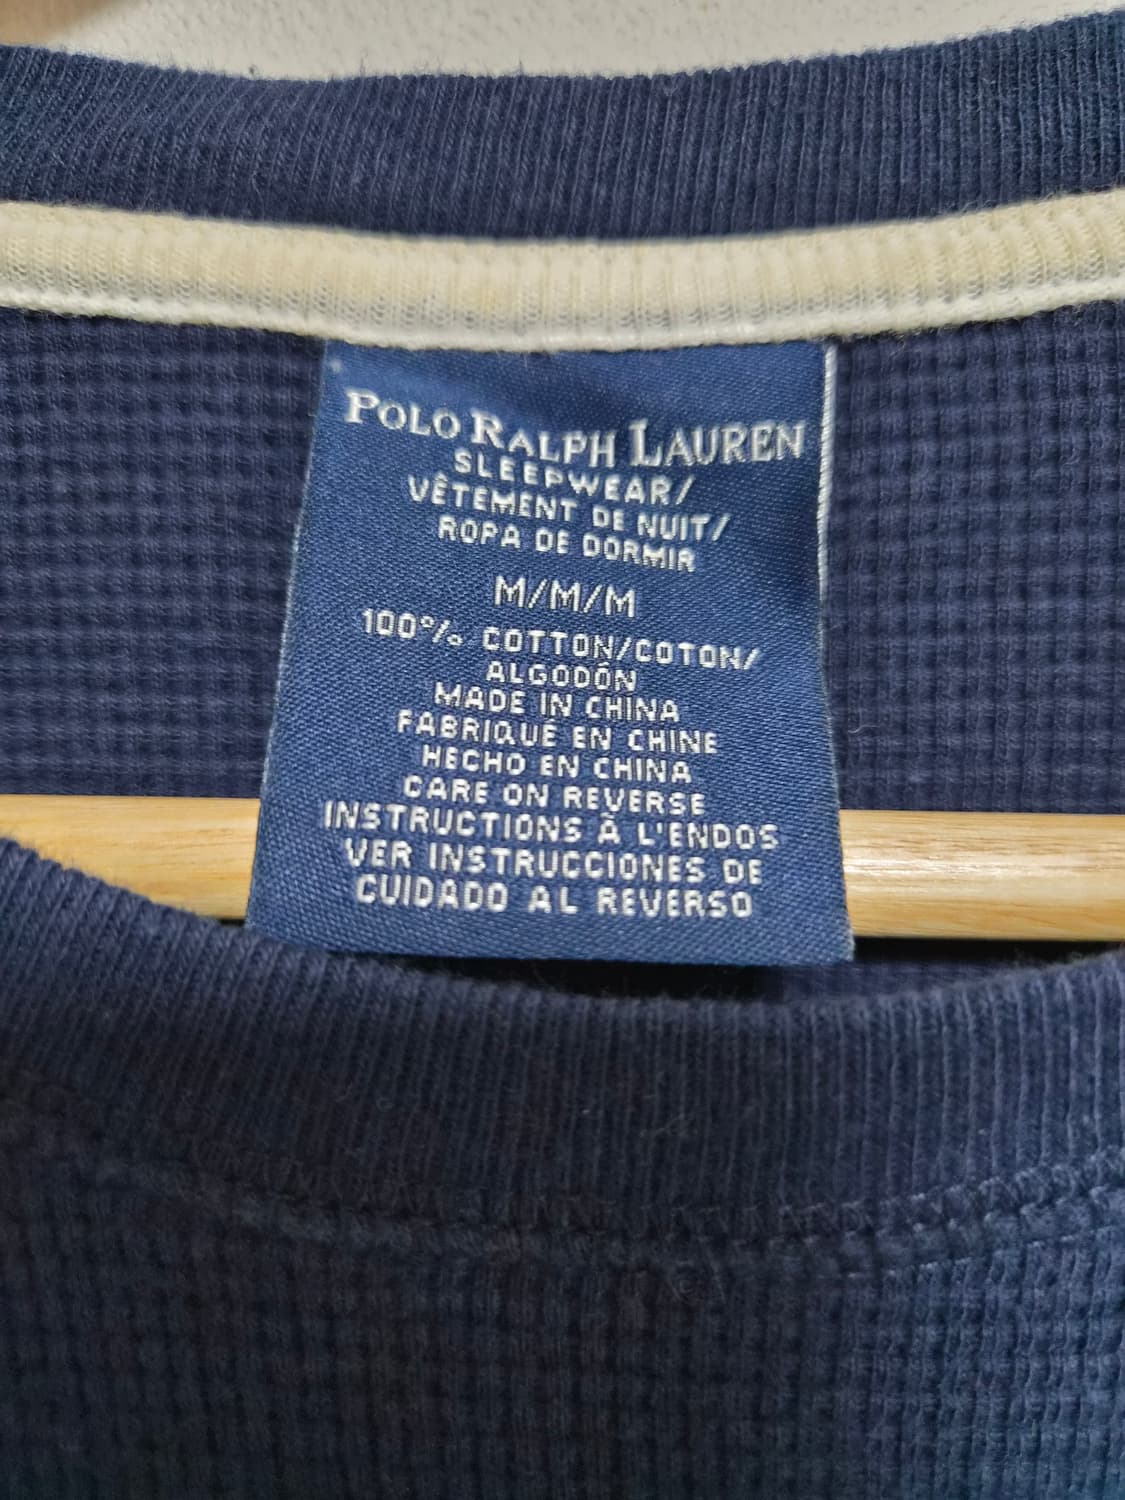 POLO RALPH LAUREN
SLEEPWEAR/
VÊTEMENT DE NUIT/
ROPA DE DORMIR
M/M/M
100% COTTON/COTON/
ALGODÓN
MADE IN CHINA
FABRIQUÉ EN CHINE
HECHO EN CHINA
CARE ON REVERSE
INSTRUCTIONS À L'ENDOS
VER INSTRUCCIONES DE
CUIDADO AL REVERSO